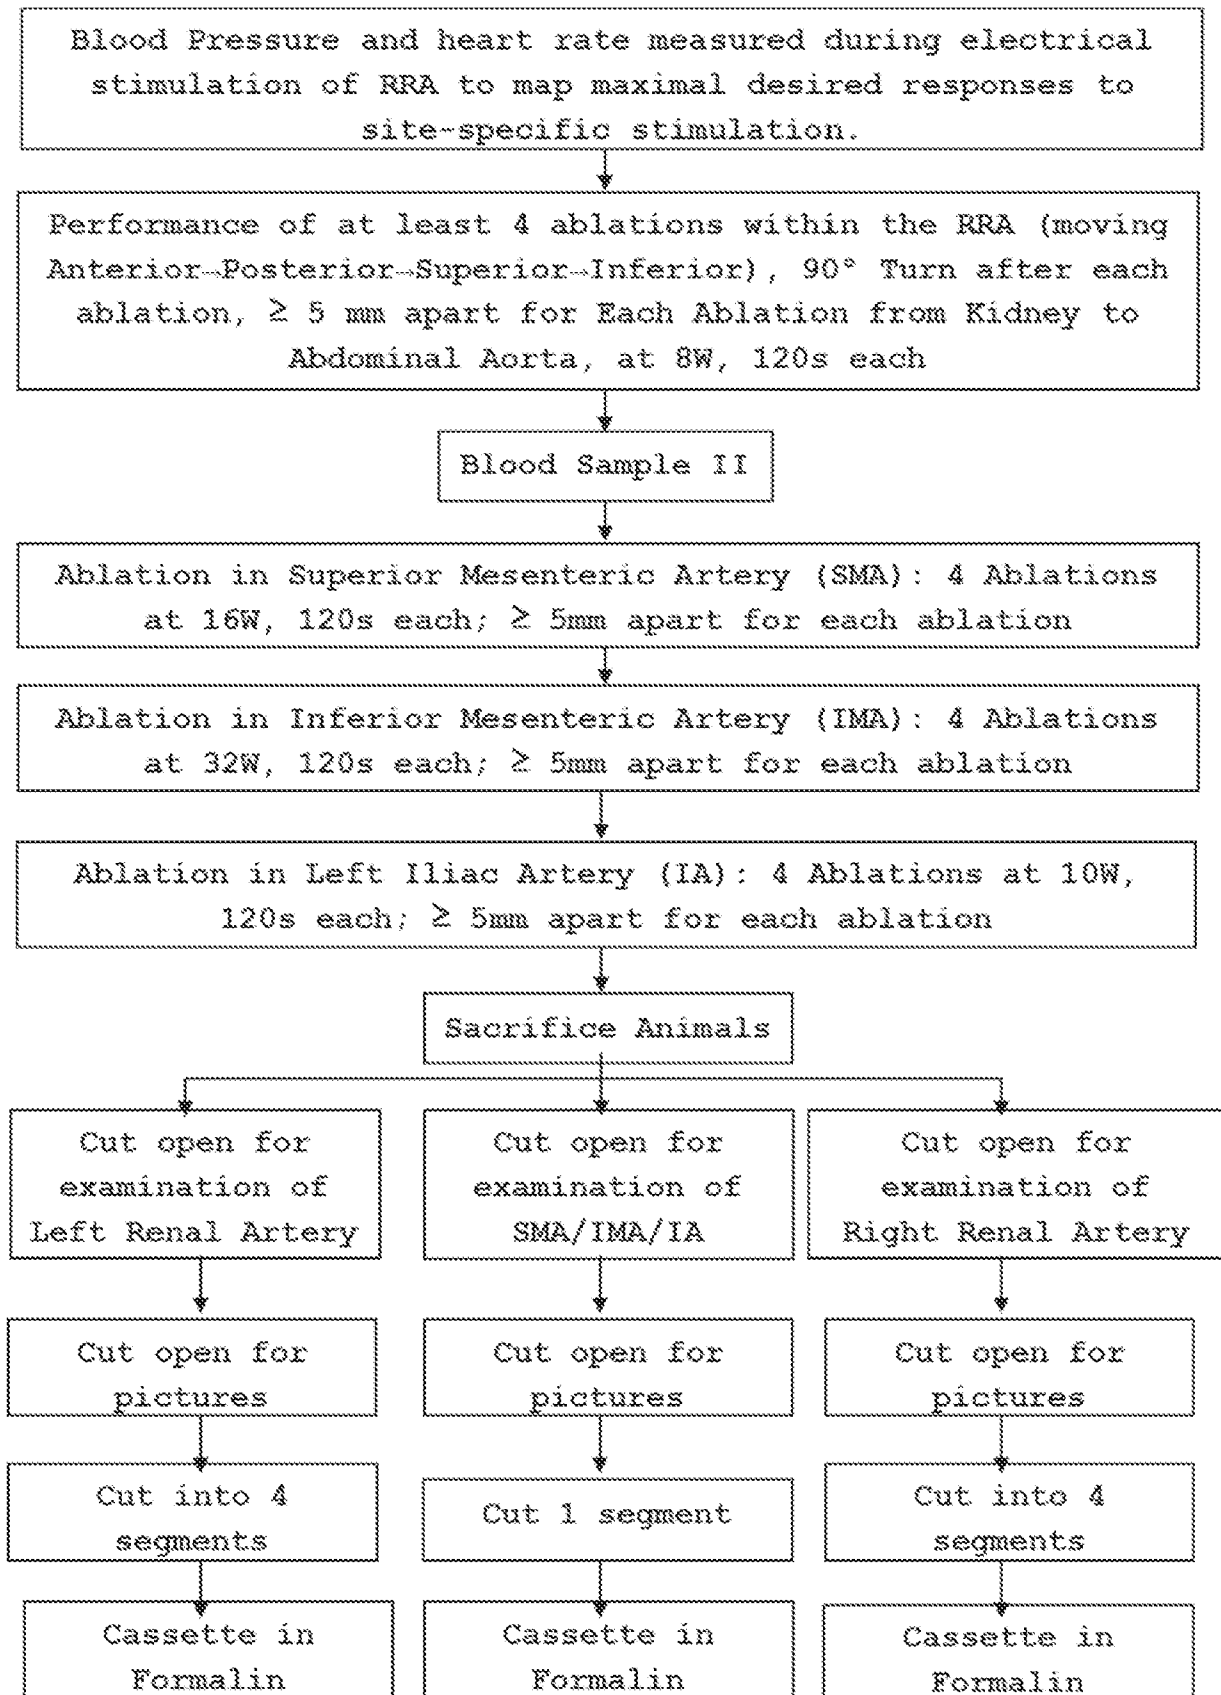 Blood Pressure and heart rate measured during electrical
stimulation of RRA to map maximal desired responses to
site-specific stimulation.
Performance of at least 4 ablations within the RRA (moving
Anterior→Posterior→Superior→Inferior), 90° Turn after each
ablation, ≥ 5 mm apart for Each Ablation from Kidney to
Abdominal Aorta, at 8W, 120s each
Blood Sample II
Ablation in Superior Mesenteric Artery (SMA): 4 Ablations
at 16W, 120s each; ≥ 5mm apart for each ablation
Ablation in Inferior Mesenteric Artery (IMA): 4 Ablations
at 32W, 120s each; ≥ 5mm apart for each ablation
Ablation in Left Iliac Artery (IA): 4 Ablations at 10W,
120s each; ≥ 5mm apart for each ablation
Sacrifice Animals
Cut open for
examination of
Left Renal Artery
Cut open for
examination of
SMA/IMA/IA
Cut open for
examination of
Right Renal Artery
Cut open for
pictures
Cut open for
pictures
Cut open for
pictures
Cut into 4
segments
Cut 1 segment
Cut into 4
segments
Cassette in
Formalin
Cassette in
Formalin
Cassette in
Formalin